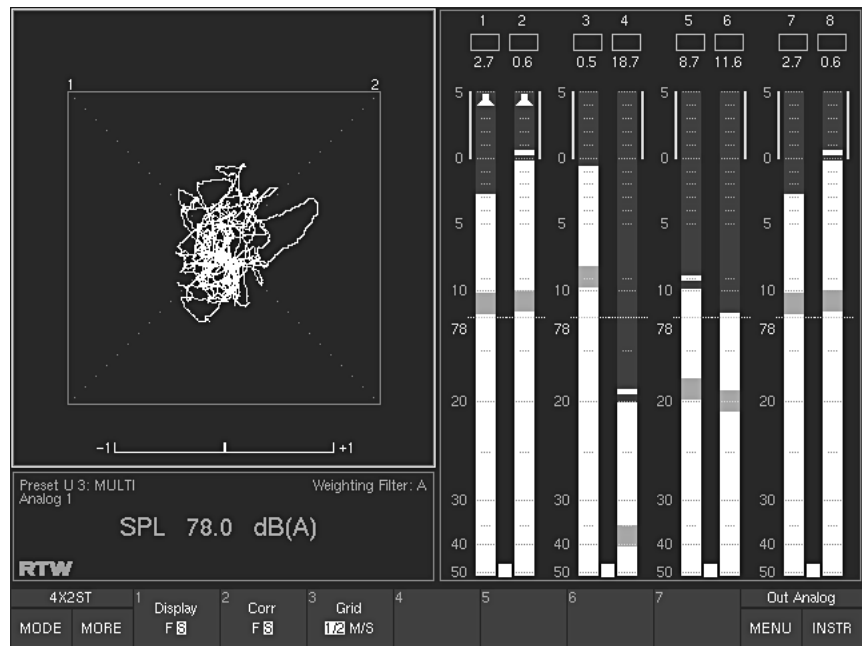 1 2
-1 +1
Preset U 3: MULTI Weighting Filter: A
Analog 1
SPL 78.0 dB(A)
RTW
1 2 3 4 5 6 7 8
2.7 0.6 0.5 18.7 8.7 11.6 2.7 0.6
5 5 5 5
0 0 0 0
5 5 5 5
10 10 10 10
78 78 78 78
20 20 20 20
30 30 30 30
40 40 40 40
50 50 50 50
4X2ST 1 2 3 4 5 6 7 Out Analog
Display Corr Grid
MODE MORE F S F S 1/2 M/S MENU INSTR